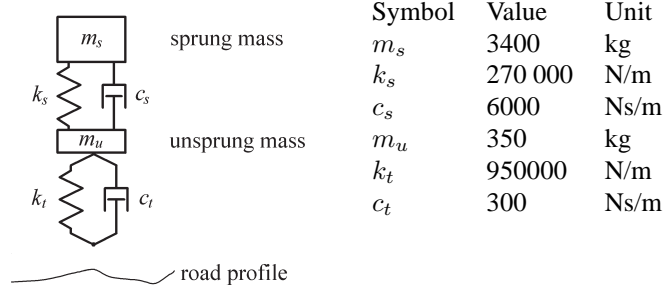 m_s sprung mass
k_s c_s
m_u unsprung mass
k_t c_t
road profile
Symbol Value Unit
m_s 3400 kg
k_s 270 000 N/m
c_s 6000 Ns/m
m_u 350 kg
k_t 950000 N/m
c_t 300 Ns/m